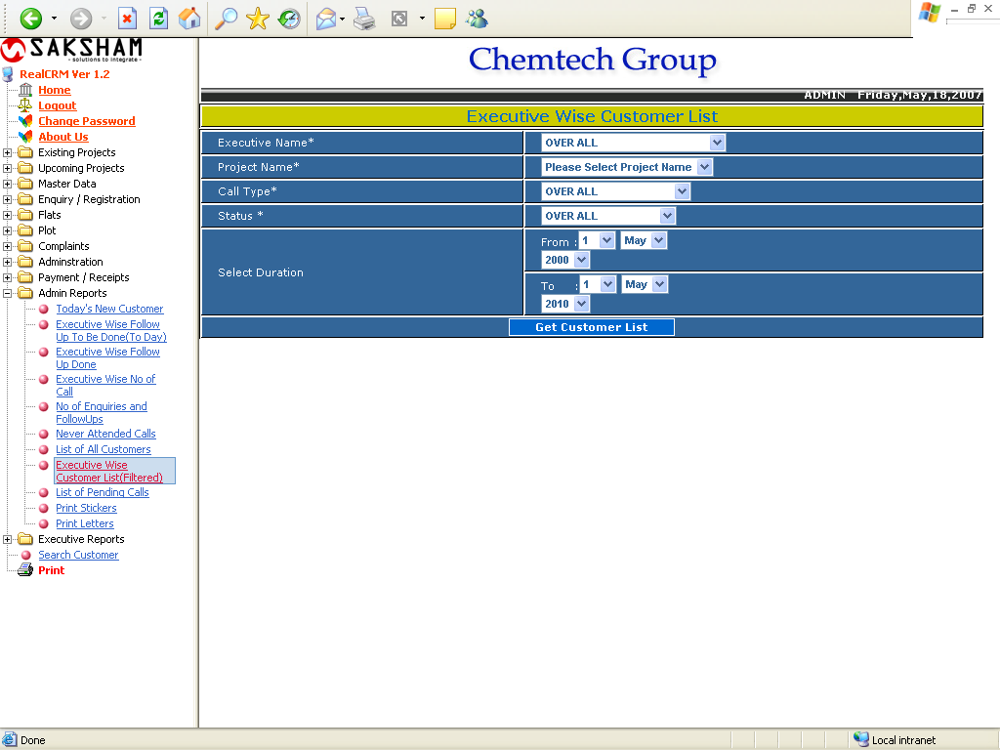 SAKSHAM
- solutions to integrate -
RealCRM Ver 1.2
Home
Logout
Change Password
About Us
Existing Projects
Upcoming Projects
Master Data
Enquiry / Registration
Flats
Plot
Complaints
Adminstration
Payment / Receipts
Admin Reports
Today's New Customer
Executive Wise Follow
Up To Be Done(To Day)
Executive Wise Follow
Up Done
Executive Wise No of
Call
No of Enquiries and
FollowUps
Never Attended Calls
List of All Customers
Executive Wise
Customer List(Filtered)
List of Pending Calls
Print Stickers
Print Letters
Executive Reports
Search Customer
Print
Chemtech Group
ADMIN Friday,May,18,2007
Executive Wise Customer List
Executive Name* OVER ALL
Project Name* Please Select Project Name
Call Type* OVER ALL
Status * OVER ALL
Select Duration
From : 1 May
2000
To : 1 May
2010
Get Customer List
Done
Local intranet